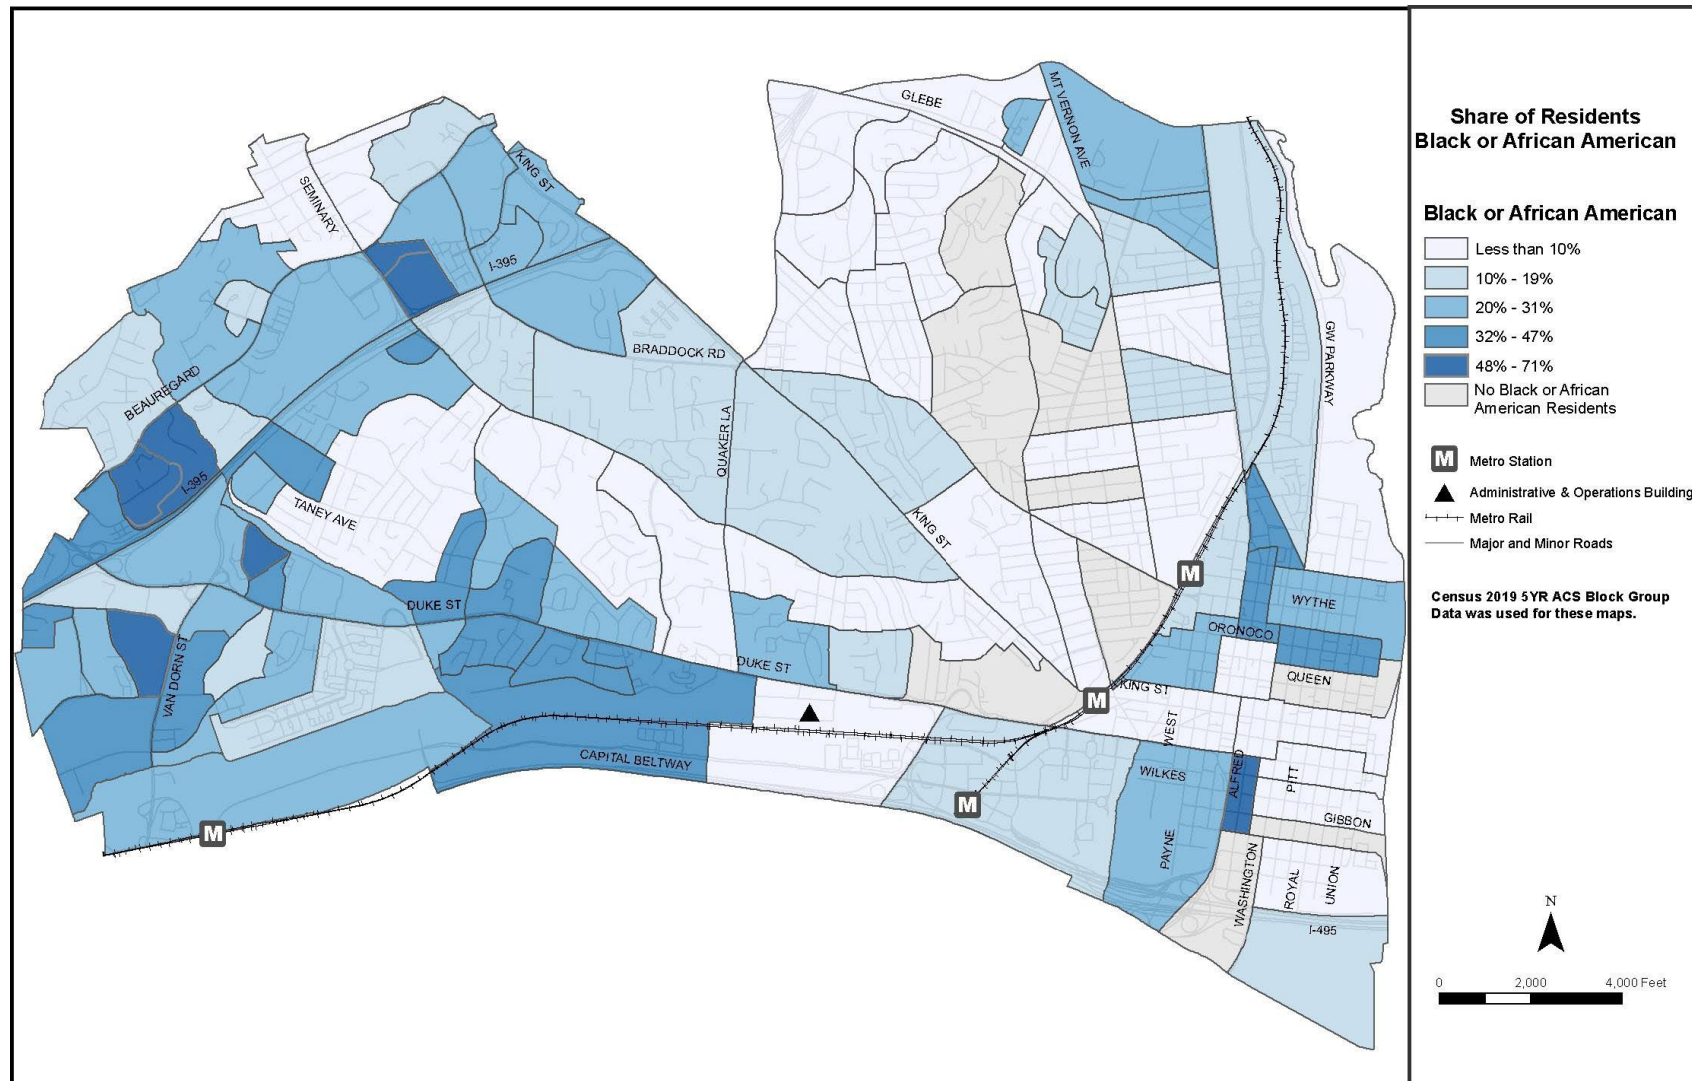 GLEBE
MT VERNON AVE
KING ST
SEMINARY
I-395
BRADDOCK RD
GW PARKWAY
BEAUREGARD
QUAKER LA
I-395
TANEY AVE
KING ST
DUKE ST
WYTHE
ORONOCO
DUKE ST
QUEEN
KING ST
VAN DORN ST
WEST
CAPITAL BELTWAY
WILKES
ALFRED
PITT
GIBBON
PAYNE
WASHINGTON
ROYAL
UNION
I-495
M
M
M
M
Share of Residents
Black or African American
Black or African American
Less than 10%
10% - 19%
20% - 31%
32% - 47%
48% - 71%
No Black or African
American Residents
M Metro Station
Administrative & Operations Building
Metro Rail
Major and Minor Roads
Census 2019 5YR ACS Block Group
Data was used for these maps.
N
0 2,000 4,000 Feet